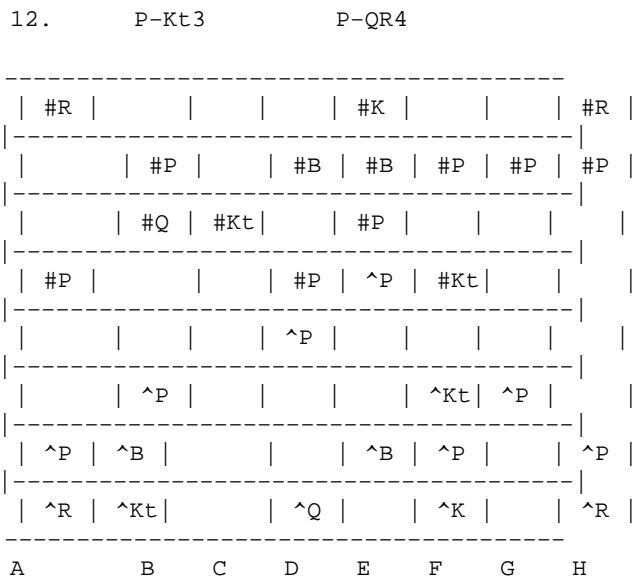 12. P-Kt3 P-QR4
---------------------------------------
| #R | | | | #K | | | #R |
|---------------------------------------|
| | #P | | #B | #B | #P | #P | #P |
|---------------------------------------|
| | #Q | #Kt| | #P | | | |
|---------------------------------------|
| #P | | | #P | ^P | #Kt| | |
|---------------------------------------|
| | | | ^P | | | | |
|---------------------------------------|
| | ^P | | | | ^Kt| ^P | |
|---------------------------------------|
| ^P | ^B | | | ^B | ^P | | ^P |
|---------------------------------------|
| ^R | ^Kt| | ^Q | | ^K | | ^R |
---------------------------------------
A B C D E F G H